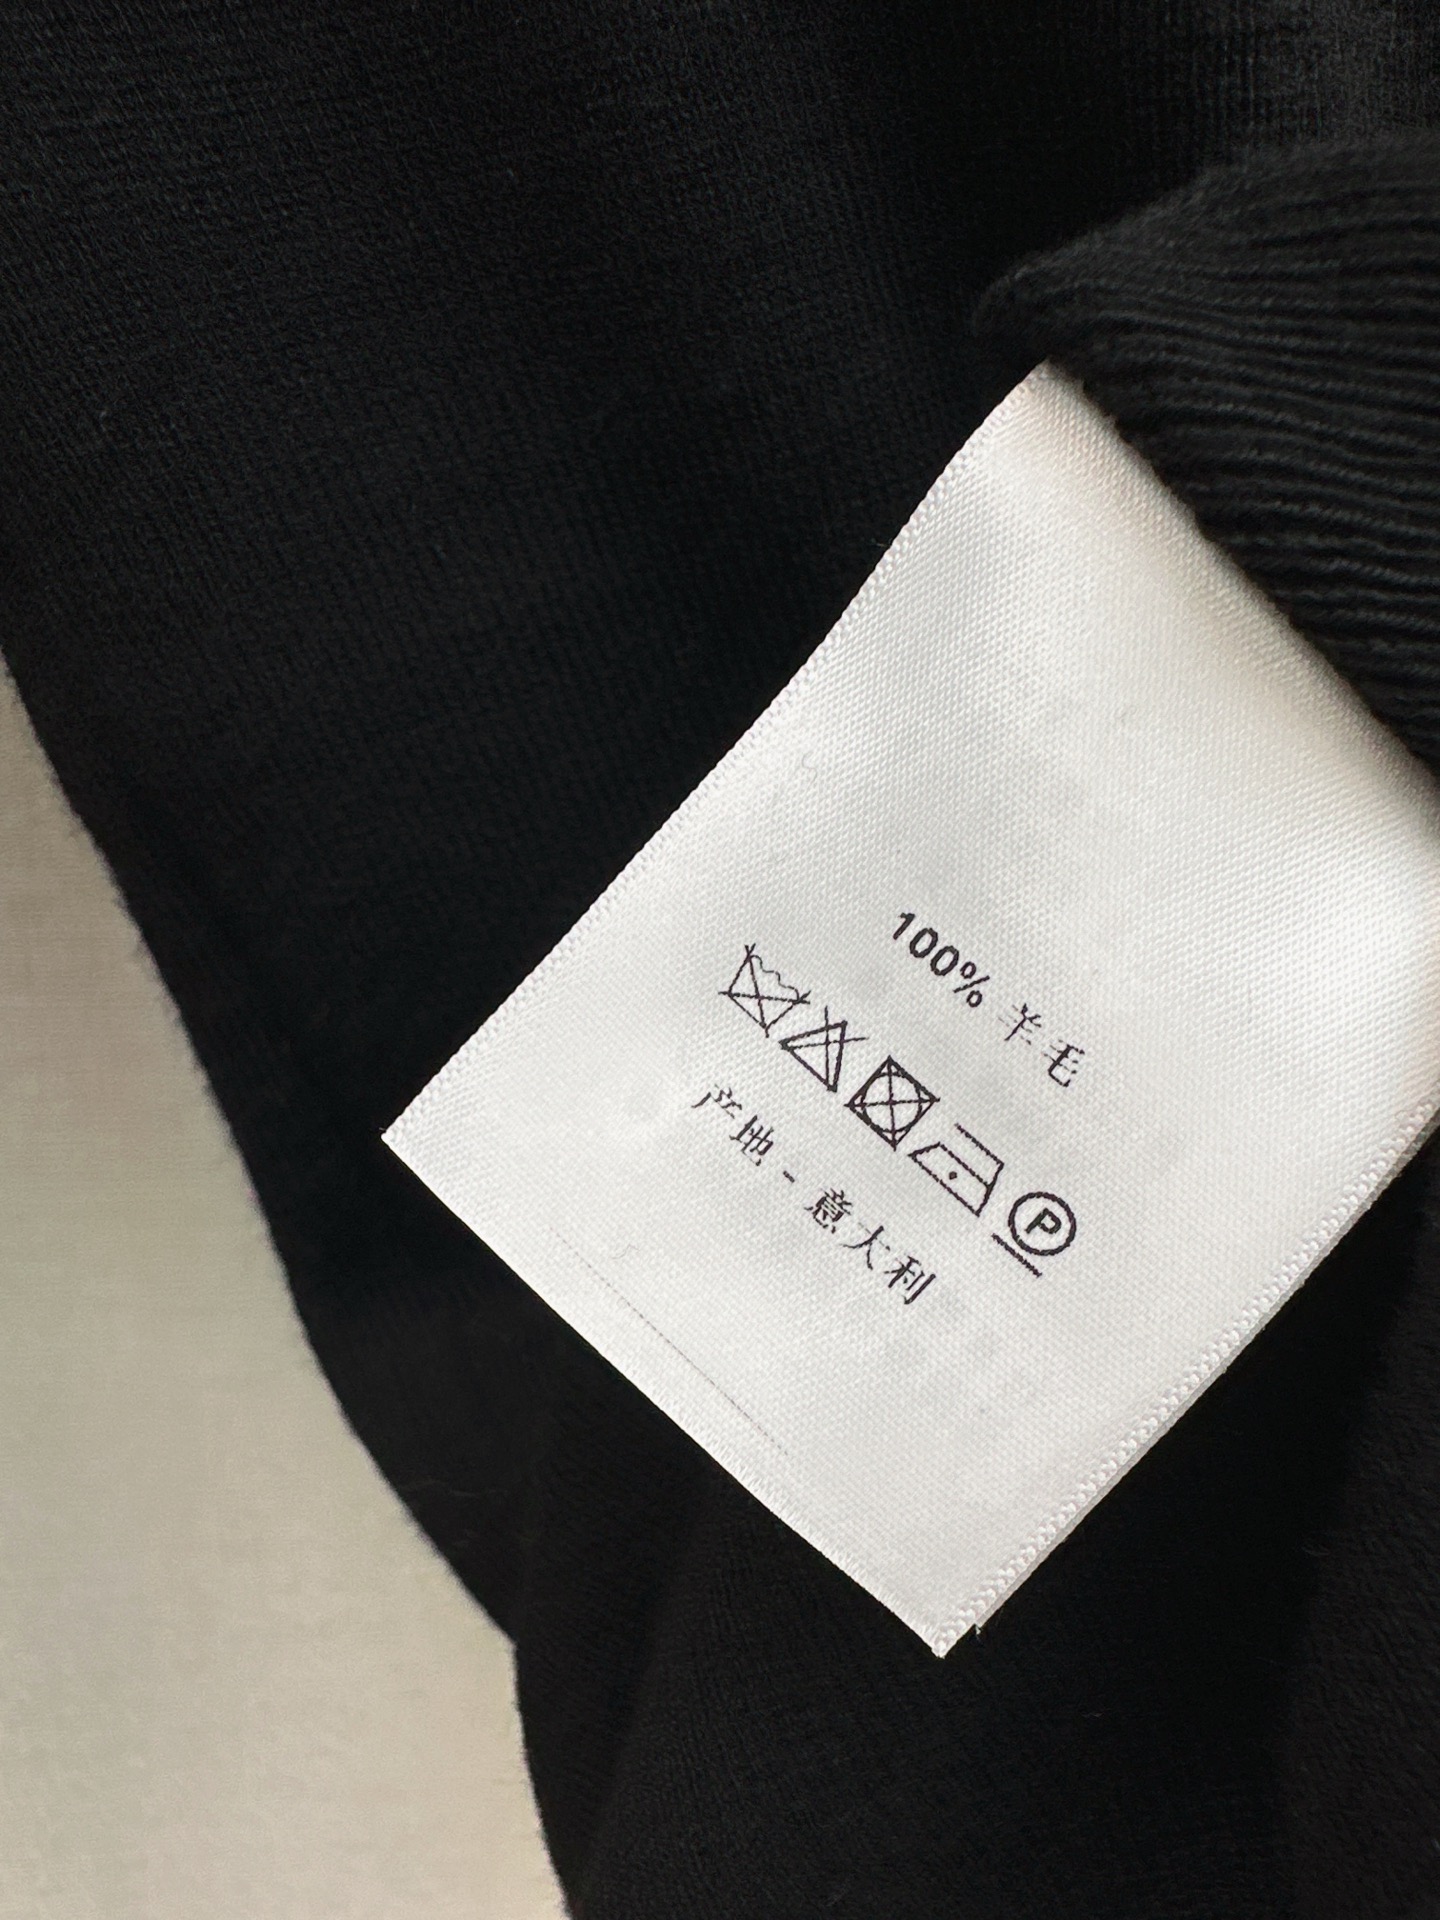 100% 羊毛
P
产地 - 意大利